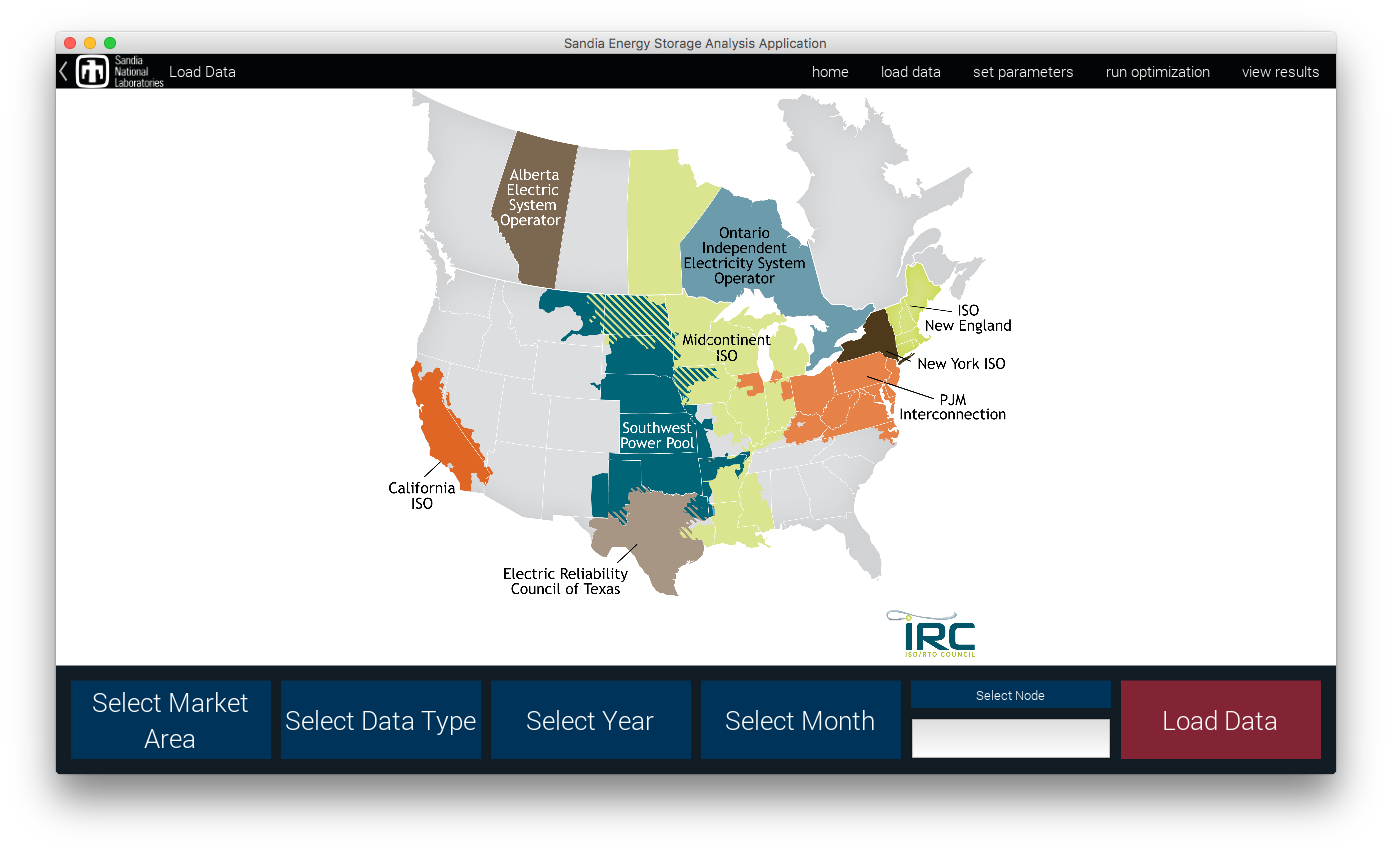 Sandia Energy Storage Analysis Application
Sandia
National
Laboratories
Load Data
home
load data
set parameters
run optimization
view results
Alberta
Electric
System
Operator
Ontario
Independent
Electricity System
Operator
ISO
New England
Midcontinent
ISO
New York ISO
PJM
Interconnection
Southwest
Power Pool
California
ISO
Electric Reliability
Council of Texas
iRC
ISO/RTO COUNCIL
Select Market
Area
Select Data Type
Select Year
Select Month
Select Node
Load Data